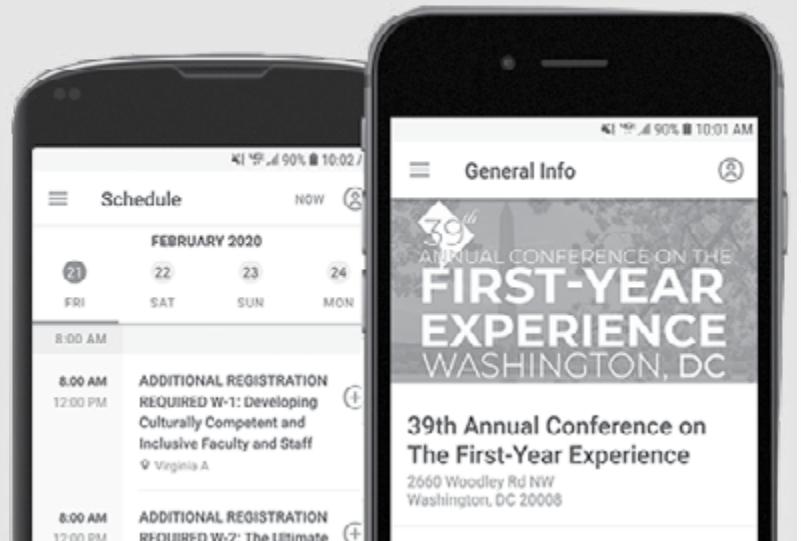 90% 10:02
Schedule
NOW
FEBRUARY 2020
21 22 23 24
FRI SAT SUN MON
8:00 AM
8:00 AM
12:00 PM
ADDITIONAL REGISTRATION
REQUIRED W-1: Developing
Culturally Competent and
Inclusive Faculty and Staff
Virginia A
8:00 AM
12:00 PM
ADDITIONAL REGISTRATION
REQUIRED W-2: The Ultimate
90% 10:01 AM
General Info
39th
ANNUAL CONFERENCE ON THE
FIRST-YEAR
EXPERIENCE
WASHINGTON, DC
39th Annual Conference on
The First-Year Experience
2660 Woodley Rd NW
Washington, DC 20008